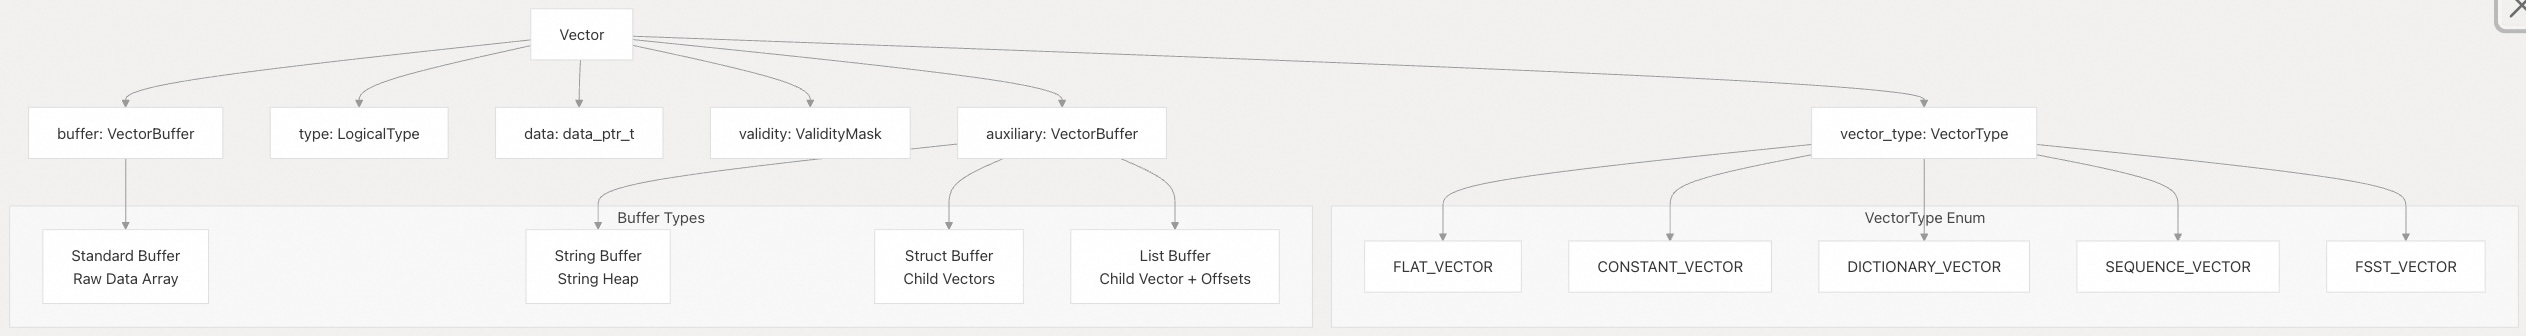 Vector
buffer: VectorBuffer
type: LogicalType
data: data_ptr_t
validity: ValidityMask
auxiliary: VectorBuffer
vector_type: VectorType
Buffer Types
VectorType Enum
Standard Buffer
Raw Data Array
String Buffer
String Heap
Struct Buffer
Child Vectors
List Buffer
Child Vector + Offsets
FLAT_VECTOR
CONSTANT_VECTOR
DICTIONARY_VECTOR
SEQUENCE_VECTOR
FSST_VECTOR